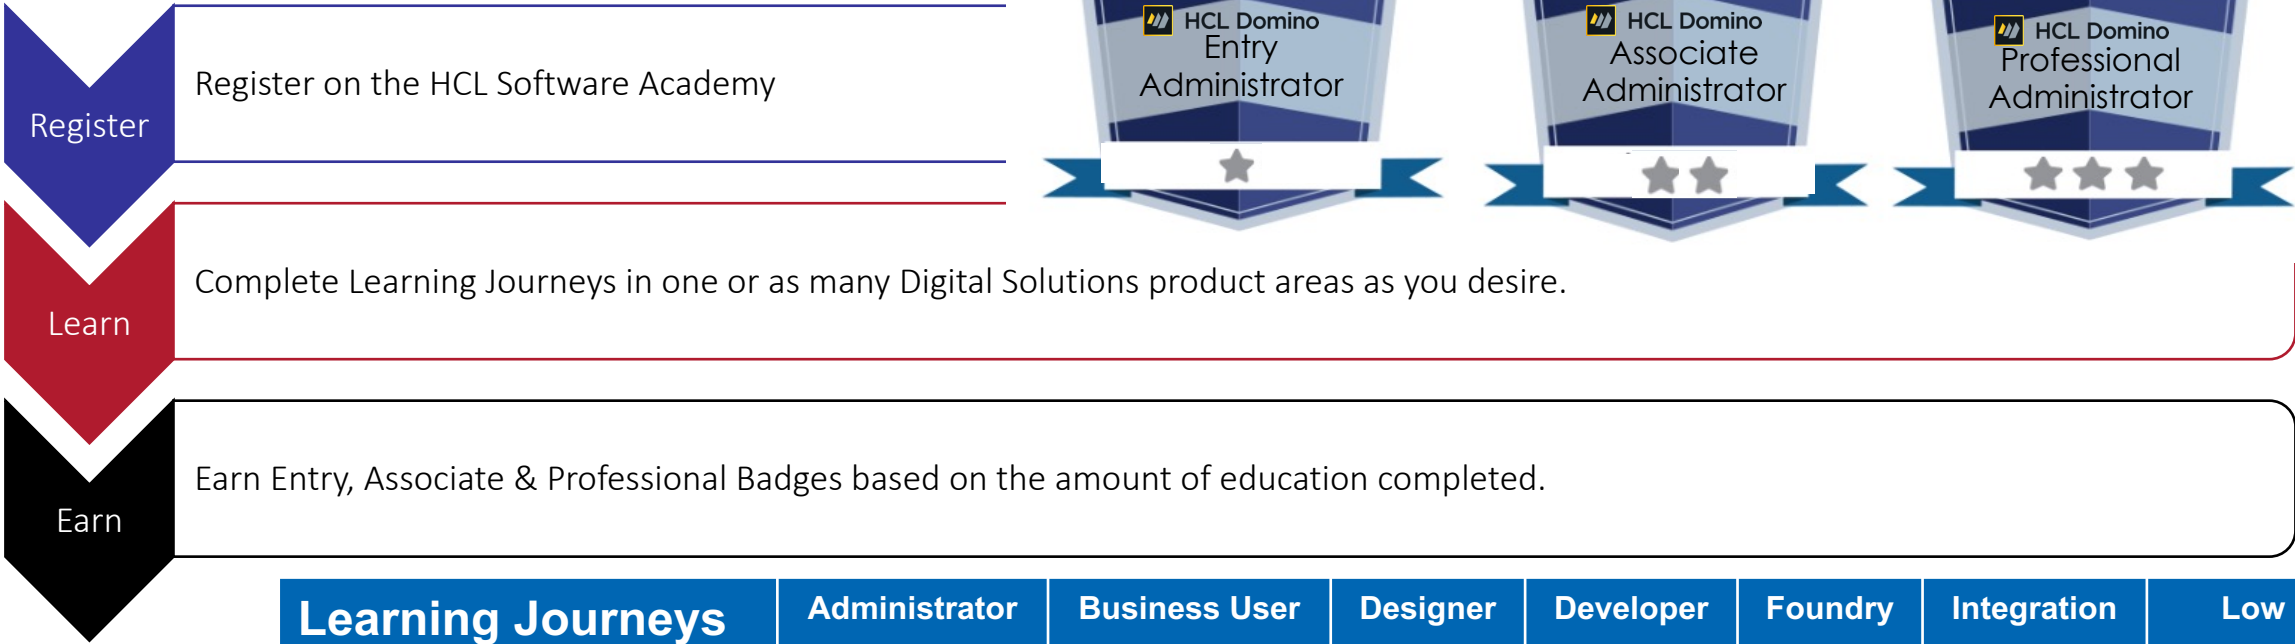 Register
Register on the HCL Software Academy
HCL Domino
Entry
Administrator
HCL Domino
Associate
Administrator
HCL Domino
Professional
Administrator
Learn
Complete Learning Journeys in one or as many Digital Solutions product areas as you desire.
Earn
Earn Entry, Associate & Professional Badges based on the amount of education completed.
Learning Journeys Administrator Business User Designer Developer Foundry Integration Low